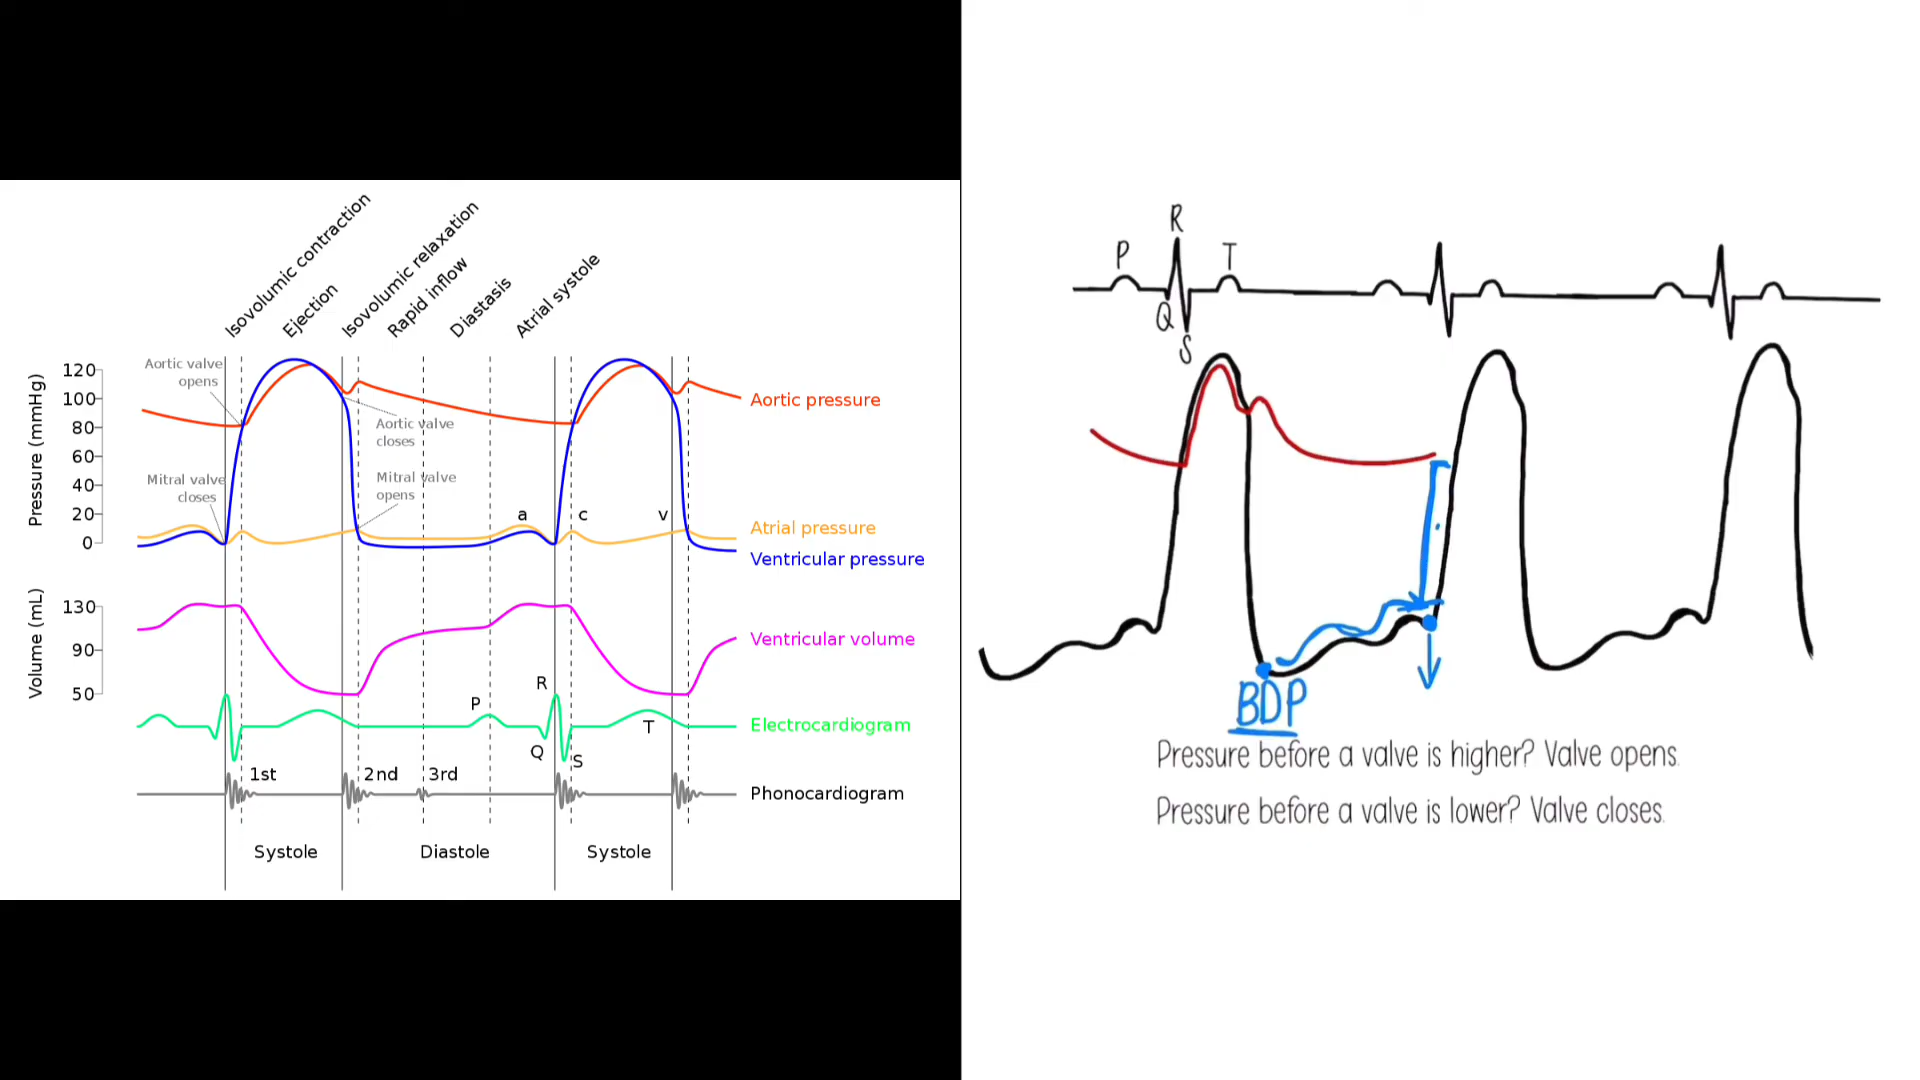 Isovolumic contraction
Ejection
Isovolumic relaxation
Rapid inflow
Diastasis
Atrial systole
Pressure (mmHg)
120
100
80
60
40
20
0
Aortic valve
opens
Mitral valve
closes
Aortic valve
closes
Mitral valve
opens
a
c
v
Aortic pressure
Atrial pressure
Ventricular pressure
Volume (mL)
130
90
50
Ventricular volume
R
P
Q
S
T
Electrocardiogram
1st
2nd
3rd
Phonocardiogram
Systole
Diastole
Systole
R
P
T
Q
S
BDP
Pressure before a valve is higher? Valve opens.
Pressure before a valve is lower? Valve closes.